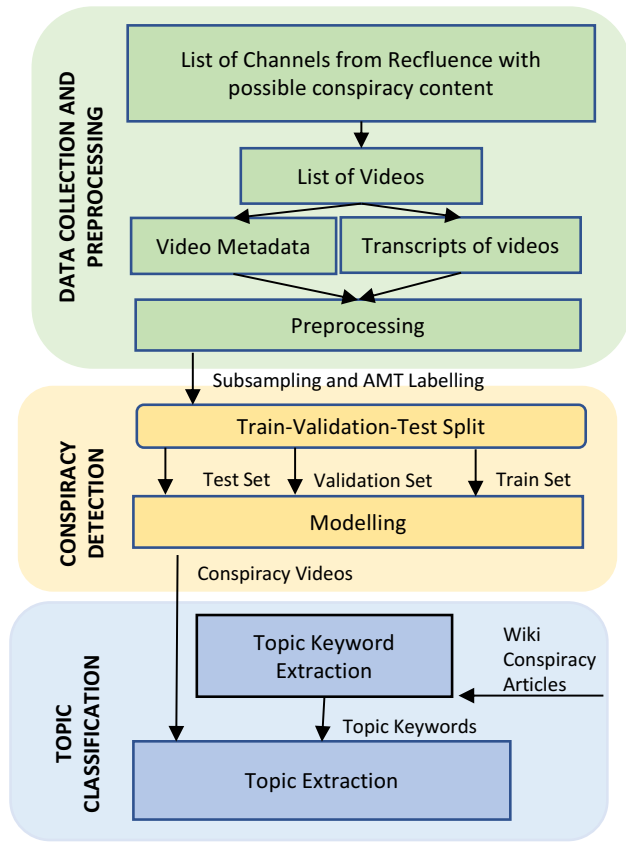 DATA COLLECTION AND
PREPROCESSING
List of Channels from Recfluence with
possible conspiracy content
List of Videos
Video Metadata
Transcripts of videos
Preprocessing
Subsampling and AMT Labelling
CONSPIRACY
DETECTION
Train-Validation-Test Split
Test Set
Validation Set
Train Set
Modelling
Conspiracy Videos
TOPIC
CLASSIFICATION
Topic Keyword
Extraction
Wiki
Conspiracy
Articles
Topic Keywords
Topic Extraction